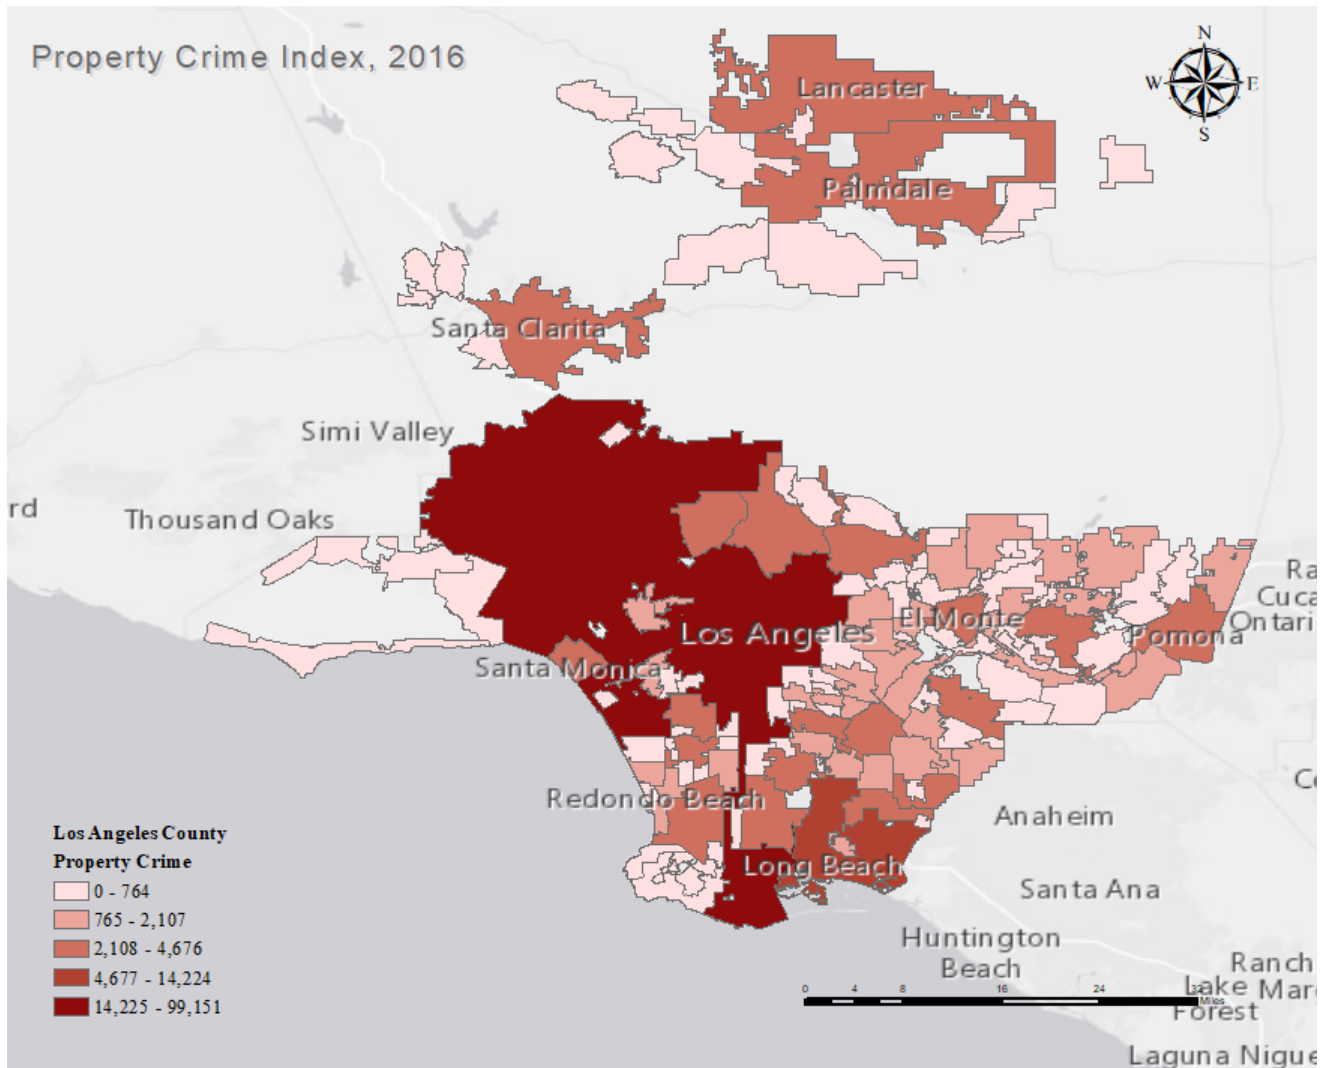 Property Crime Index, 2016
N
W E
S
Lancaster
Palmdale
Santa Clarita
Simi Valley
rd
Thousand Oaks
Ra
Cuca
El Monte
Ontari
Los Angeles
Pomona
Santa Monica
Redondo Beach
Ce
Anaheim
Los Angeles County
Property Crime
0 - 764
765 - 2,107
2,108 - 4,676
4,677 - 14,224
14,225 - 99,151
Long Beach
Santa Ana
Huntington
Beach
Ranch
Lake Marg
Forest
0 4 8 16 24 32
Miles
Laguna Nigue